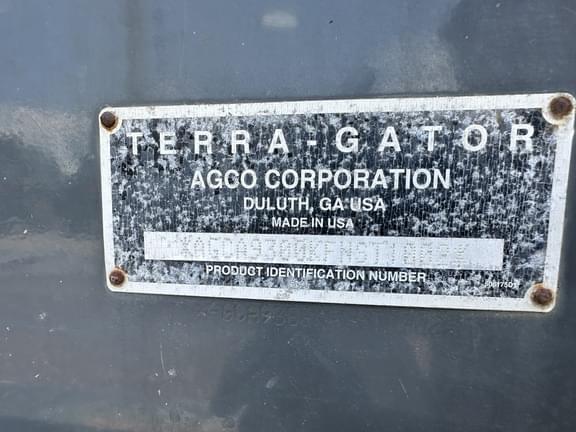 TERRA-GATOR
AGCO CORPORATION
DULUTH, GA USA
MADE IN USA
PRODUCT IDENTIFICATION NUMBER